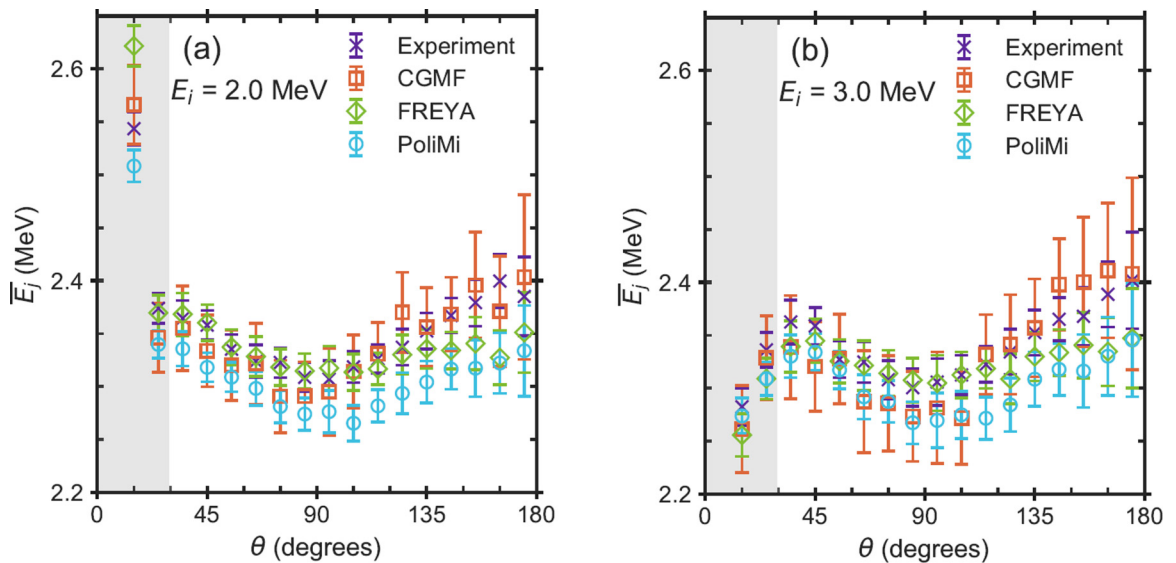 (a)
E_i = 2.0 MeV
Experiment
CGMF
FREYA
PoliMi
2.6
2.4
2.2
E̅_j (MeV)
0 45 90 135 180
θ (degrees)
(b)
E_i = 3.0 MeV
Experiment
CGMF
FREYA
PoliMi
2.6
2.4
2.2
E̅_j (MeV)
0 45 90 135 180
θ (degrees)